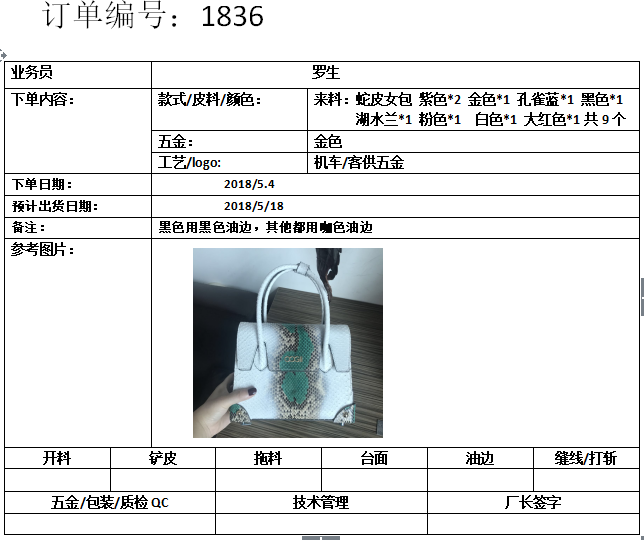 订单编号：1836
业务员 罗生
下单内容： 款式/皮料/颜色： 来料：蛇皮女包 紫色*2 金色*1 孔雀蓝*1 黑色*1
湖水兰*1 粉色*1 白色*1 大红色*1 共 9 个
五金： 金色
工艺/logo: 机车/客供五金
下单日期： 2018/5.4
预计出货日期： 2018/5/18
备注： 黑色用黑色油边，其他都用咖色油边
参考图片：
开料 铲皮 拖料 台面 油边 缝线/打斩
五金/包装/质检 QC 技术管理 厂长签字